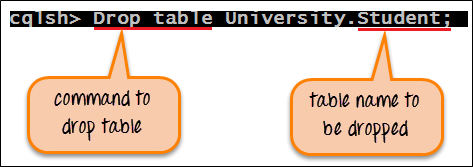 cqlsh> Drop table University.Student;
command to
drop table
table name to
be dropped